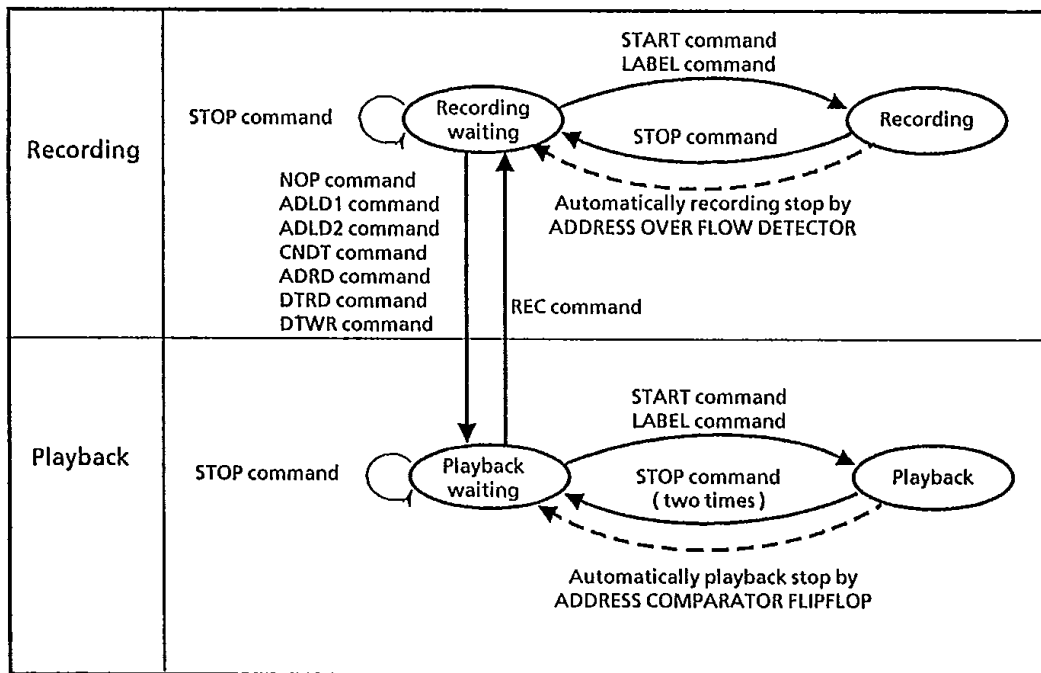 Recording
START command
LABEL command
STOP command
Recording
waiting
STOP command
Recording
Automatically recording stop by
ADDRESS OVER FLOW DETECTOR
NOP command
ADLD1 command
ADLD2 command
CNDT command
ADRD command
DTRD command
DTWR command
REC command
Playback
START command
LABEL command
STOP command
Playback
waiting
STOP command
( two times )
Playback
Automatically playback stop by
ADDRESS COMPARATOR FLIPFLOP